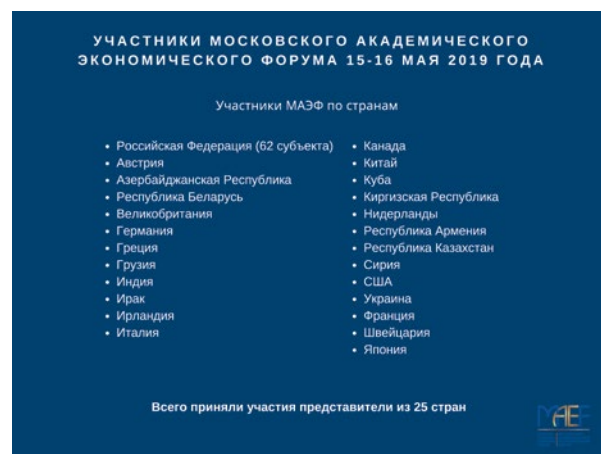 УЧАСТНИКИ МОСКОВСКОГО АКАДЕМИЧЕСКОГО
ЭКОНОМИЧЕСКОГО ФОРУМА 15-16 МАЯ 2019 ГОДА
Участники МАЭФ по странам
• Российская Федерация (62 субъекта)
• Австрия
• Азербайджанская Республика
• Республика Беларусь
• Великобритания
• Германия
• Греция
• Грузия
• Индия
• Ирак
• Ирландия
• Италия
• Канада
• Китай
• Куба
• Киргизская Республика
• Нидерланды
• Республика Армения
• Республика Казахстан
• Сирия
• США
• Украина
• Франция
• Швейцария
• Япония
Всего приняли участия представители из 25 стран